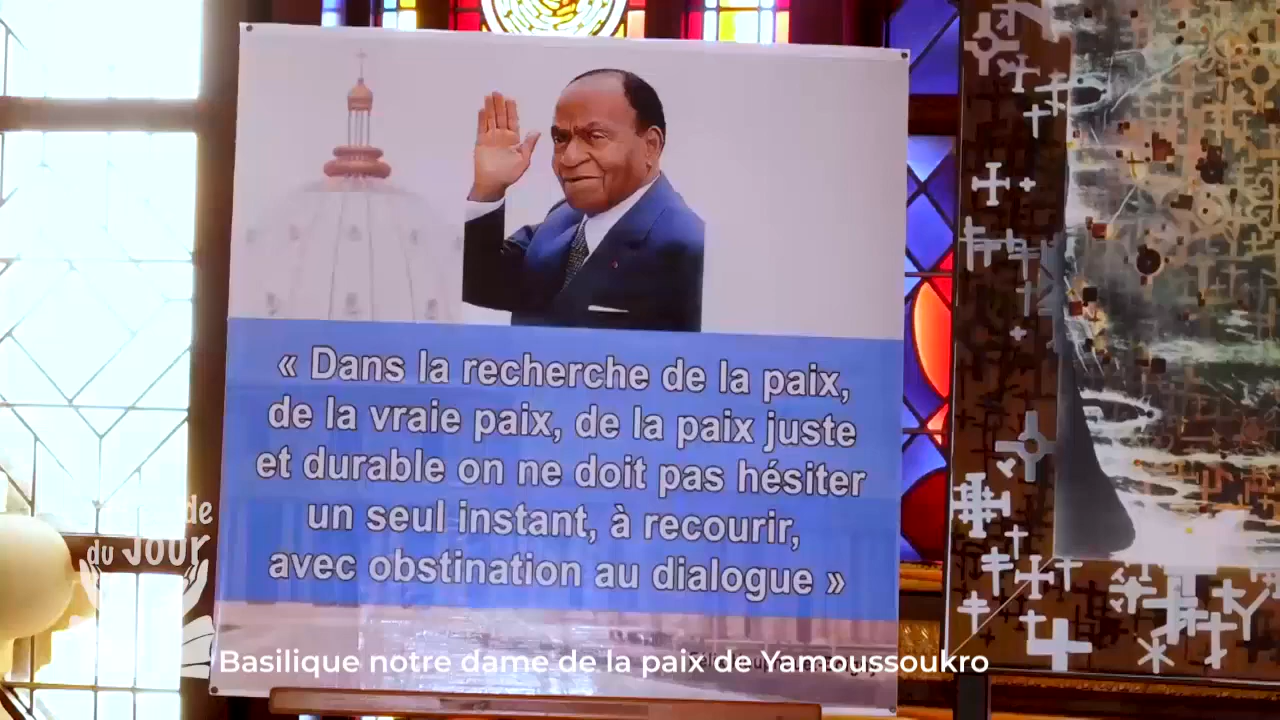 « Dans la recherche de la paix,
de la vraie paix, de la paix juste
et durable on ne doit pas hésiter
un seul instant, à recourir,
avec obstination au dialogue »
de
du JOUR
Basilique notre dame de la paix de Yamoussoukro